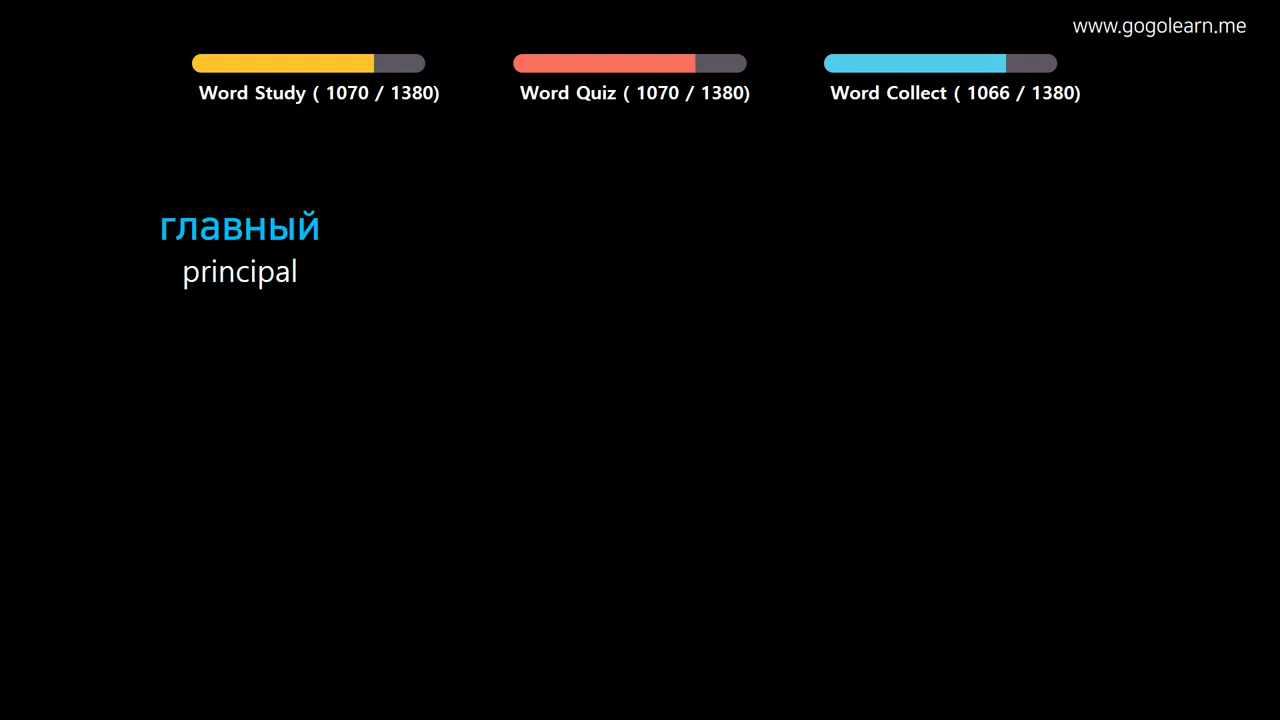 www.gogolearn.me
Word Study ( 1070 / 1380)
Word Quiz ( 1070 / 1380)
Word Collect ( 1066 / 1380)
главный
principal